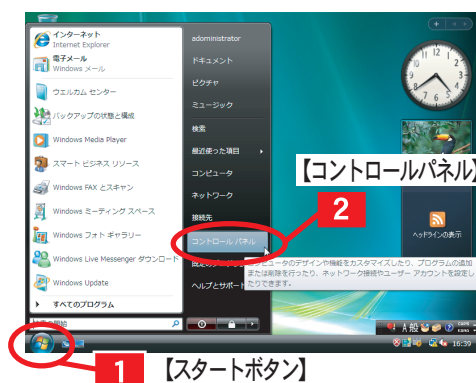 インターネット
Internet Explorer
電子メール
Windows メール
ウェルカム センター
バックアップの状態と構成
Windows Media Player
スマート ビジネス リソース
Windows FAX とスキャン
Windows ミーティング スペース
Windows フォト ギャラリー
Windows Live Messenger ダウンロード
Windows Update
すべてのプログラム
adominitrator
ドキュメント
ピクチャ
ミュージック
検索
最近使った項目
コンピュータ
ネットワーク
接続先
コントロール パネル
ヘルプとサポート
コンピュータのデザインや機能をカスタマイズしたり、プログラムの追加
または削除を行ったり、ネットワーク接続やユーザー アカウントを設定し
たりできます。
【コントロールパネル】
2
12
ヘッドラインの表示
A 般
CAPS
16:39
1
【スタートボタン】